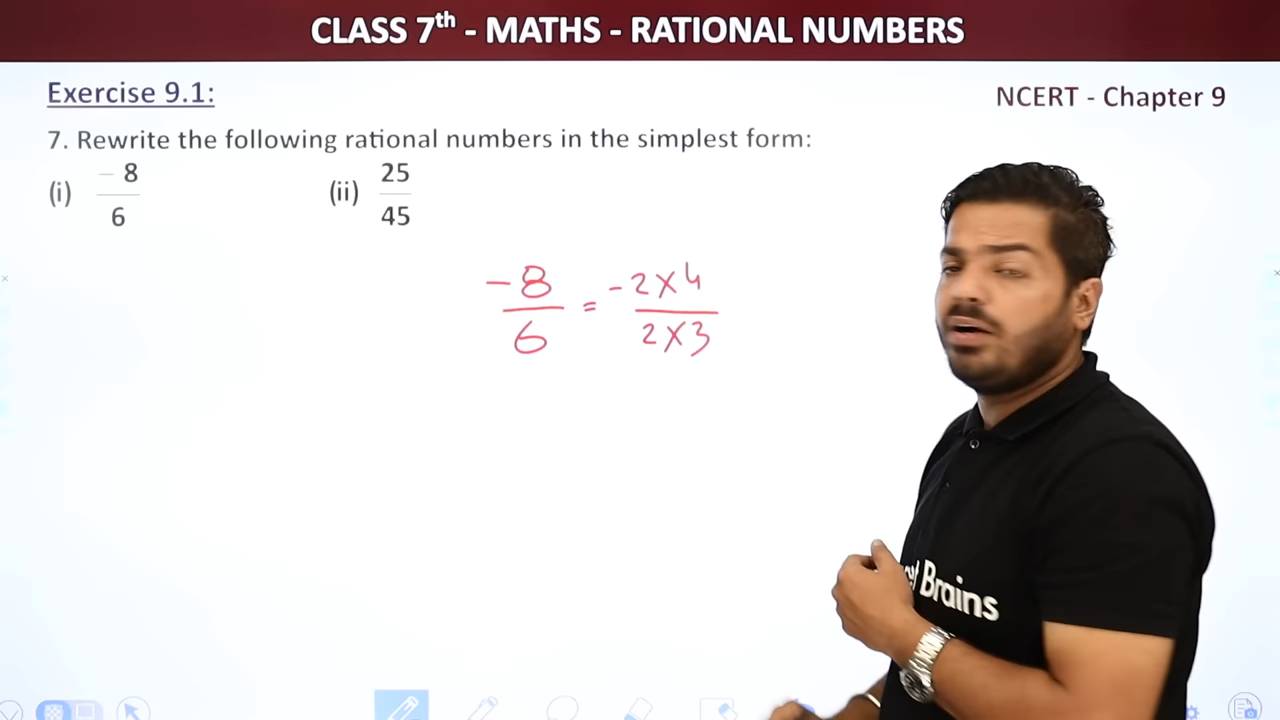 CLASS 7th - MATHS - RATIONAL NUMBERS
Exercise 9.1:
NCERT - Chapter 9
7. Rewrite the following rational numbers in the simplest form:
(i) -8/6 (ii) 25/45
-8/6 = -2×4/2×3
Brains